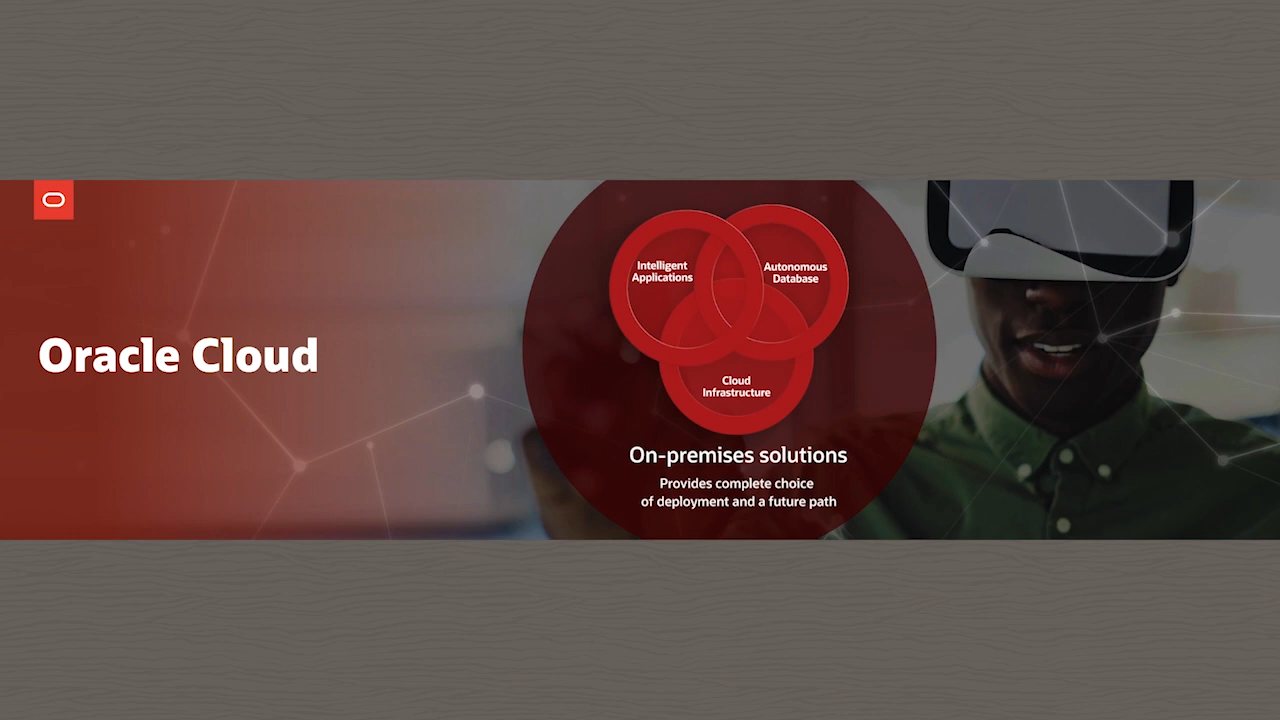 Oracle Cloud
Intelligent
Applications
Autonomous
Database
Cloud
Infrastructure
On-premises solutions
Provides complete choice
of deployment and a future path